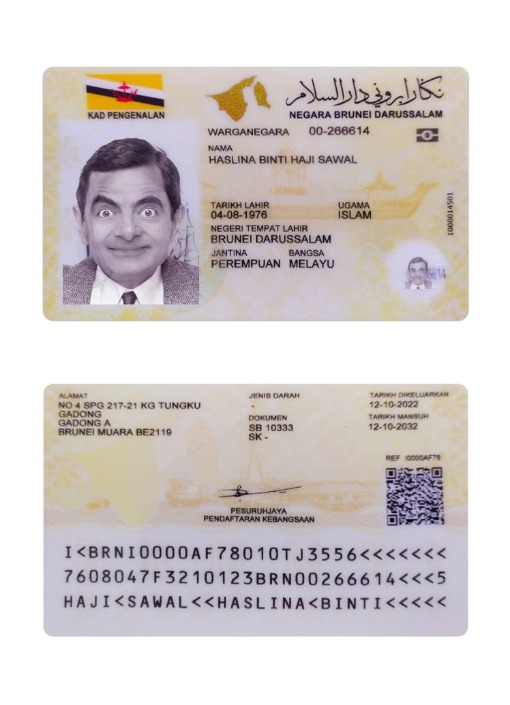 KAD PENGENALAN
نݢارا بروني دارالسلام
NEGARA BRUNEI DARUSSALAM
WARGANEGARA 00-266614
NAMA
HASLINA BINTI HAJI SAWAL
TARIKH LAHIR UGAMA
04-08-1976 ISLAM
NEGERI TEMPAT LAHIR
BRUNEI DARUSSALAM
JANTINA BANGSA
PEREMPUAN MELAYU
1000014501
ALAMAT JENIS DARAH TARIKH DIKELUARKAN
NO 4 SPG 217-21 KG TUNGKU - 12-10-2022
GADONG DOKUMEN TARIKH MANSUH
GADONG A SB 10333 12-10-2032
BRUNEI MUARA BE2119 SK -
REF I0000AF78
PESURUHJAYA
PENDAFTARAN KEBANGSAAN
I<BRNI0000AF78010TJ3556<<<<<<<
7608047F3210123BRN00266614<<<5
HAJI<SAWAL<<HASLINA<BINTI<<<<<